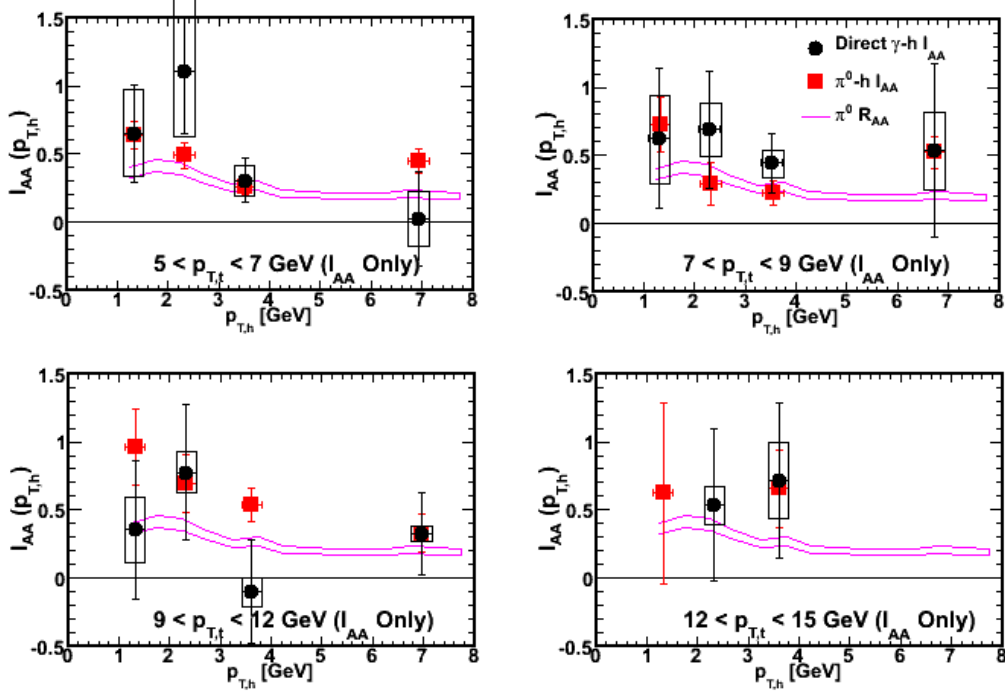 1.5
1
0.5
0
-0.5
I_AA (p_T,h)
5 < p_T,t < 7 GeV (I_AA Only)
0 1 2 3 4 5 6 7 8
p_T,h [GeV]
1.5
1
0.5
0
-0.5
I_AA (p_T,h)
Direct γ-h I_AA
π⁰-h I_AA
π⁰ R_AA
7 < p_T,t < 9 GeV (I_AA Only)
0 1 2 3 4 5 6 7 8
p_T,h [GeV]
1.5
1
0.5
0
-0.5
I_AA (p_T,h)
9 < p_T,t < 12 GeV (I_AA Only)
0 1 2 3 4 5 6 7 8
p_T,h [GeV]
1.5
1
0.5
0
-0.5
I_AA (p_T,h)
12 < p_T,t < 15 GeV (I_AA Only)
0 1 2 3 4 5 6 7 8
p_T,h [GeV]